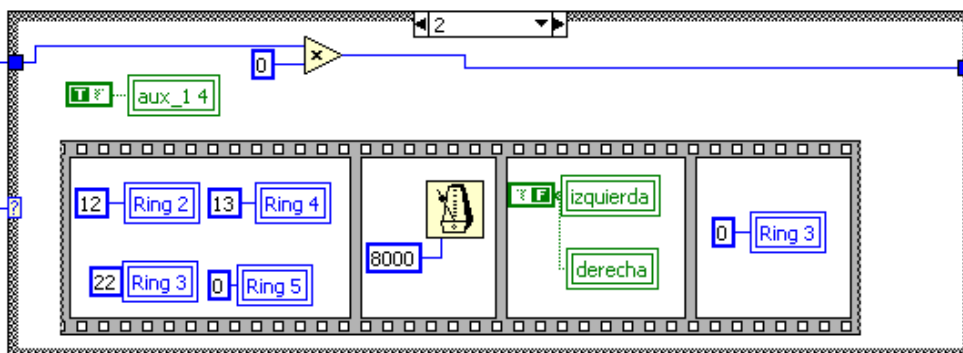 2
0
x
T
aux_1 4
?
12 Ring 2 13 Ring 4
22 Ring 3 0 Ring 5
8000
F
izquierda
derecha
0 Ring 3